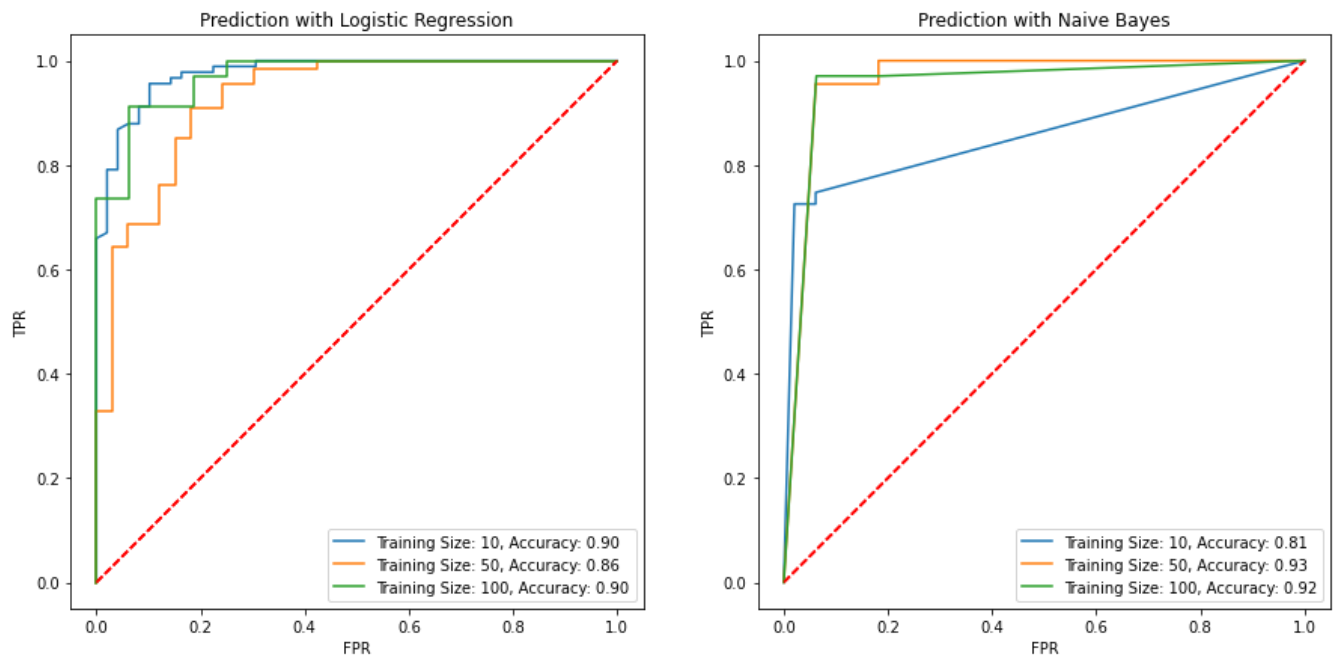 Prediction with Logistic Regression
TPR
1.0
0.8
0.6
0.4
0.2
0.0
0.0 0.2 0.4 0.6 0.8 1.0
FPR
Training Size: 10, Accuracy: 0.90
Training Size: 50, Accuracy: 0.86
Training Size: 100, Accuracy: 0.90
Prediction with Naive Bayes
TPR
1.0
0.8
0.6
0.4
0.2
0.0
0.0 0.2 0.4 0.6 0.8 1.0
FPR
Training Size: 10, Accuracy: 0.81
Training Size: 50, Accuracy: 0.93
Training Size: 100, Accuracy: 0.92